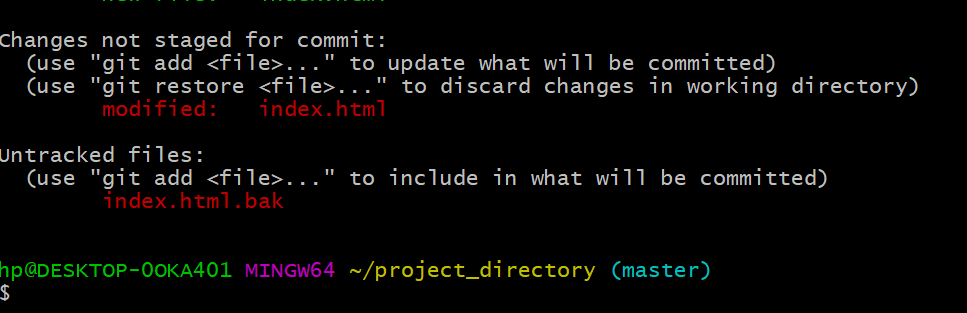 Changes not staged for commit:
(use "git add <file>..." to update what will be committed)
(use "git restore <file>..." to discard changes in working directory)
modified: index.html
Untracked files:
(use "git add <file>..." to include in what will be committed)
index.html.bak
hp@DESKTOP-0OKA401 MINGW64 ~/project_directory (master)
$